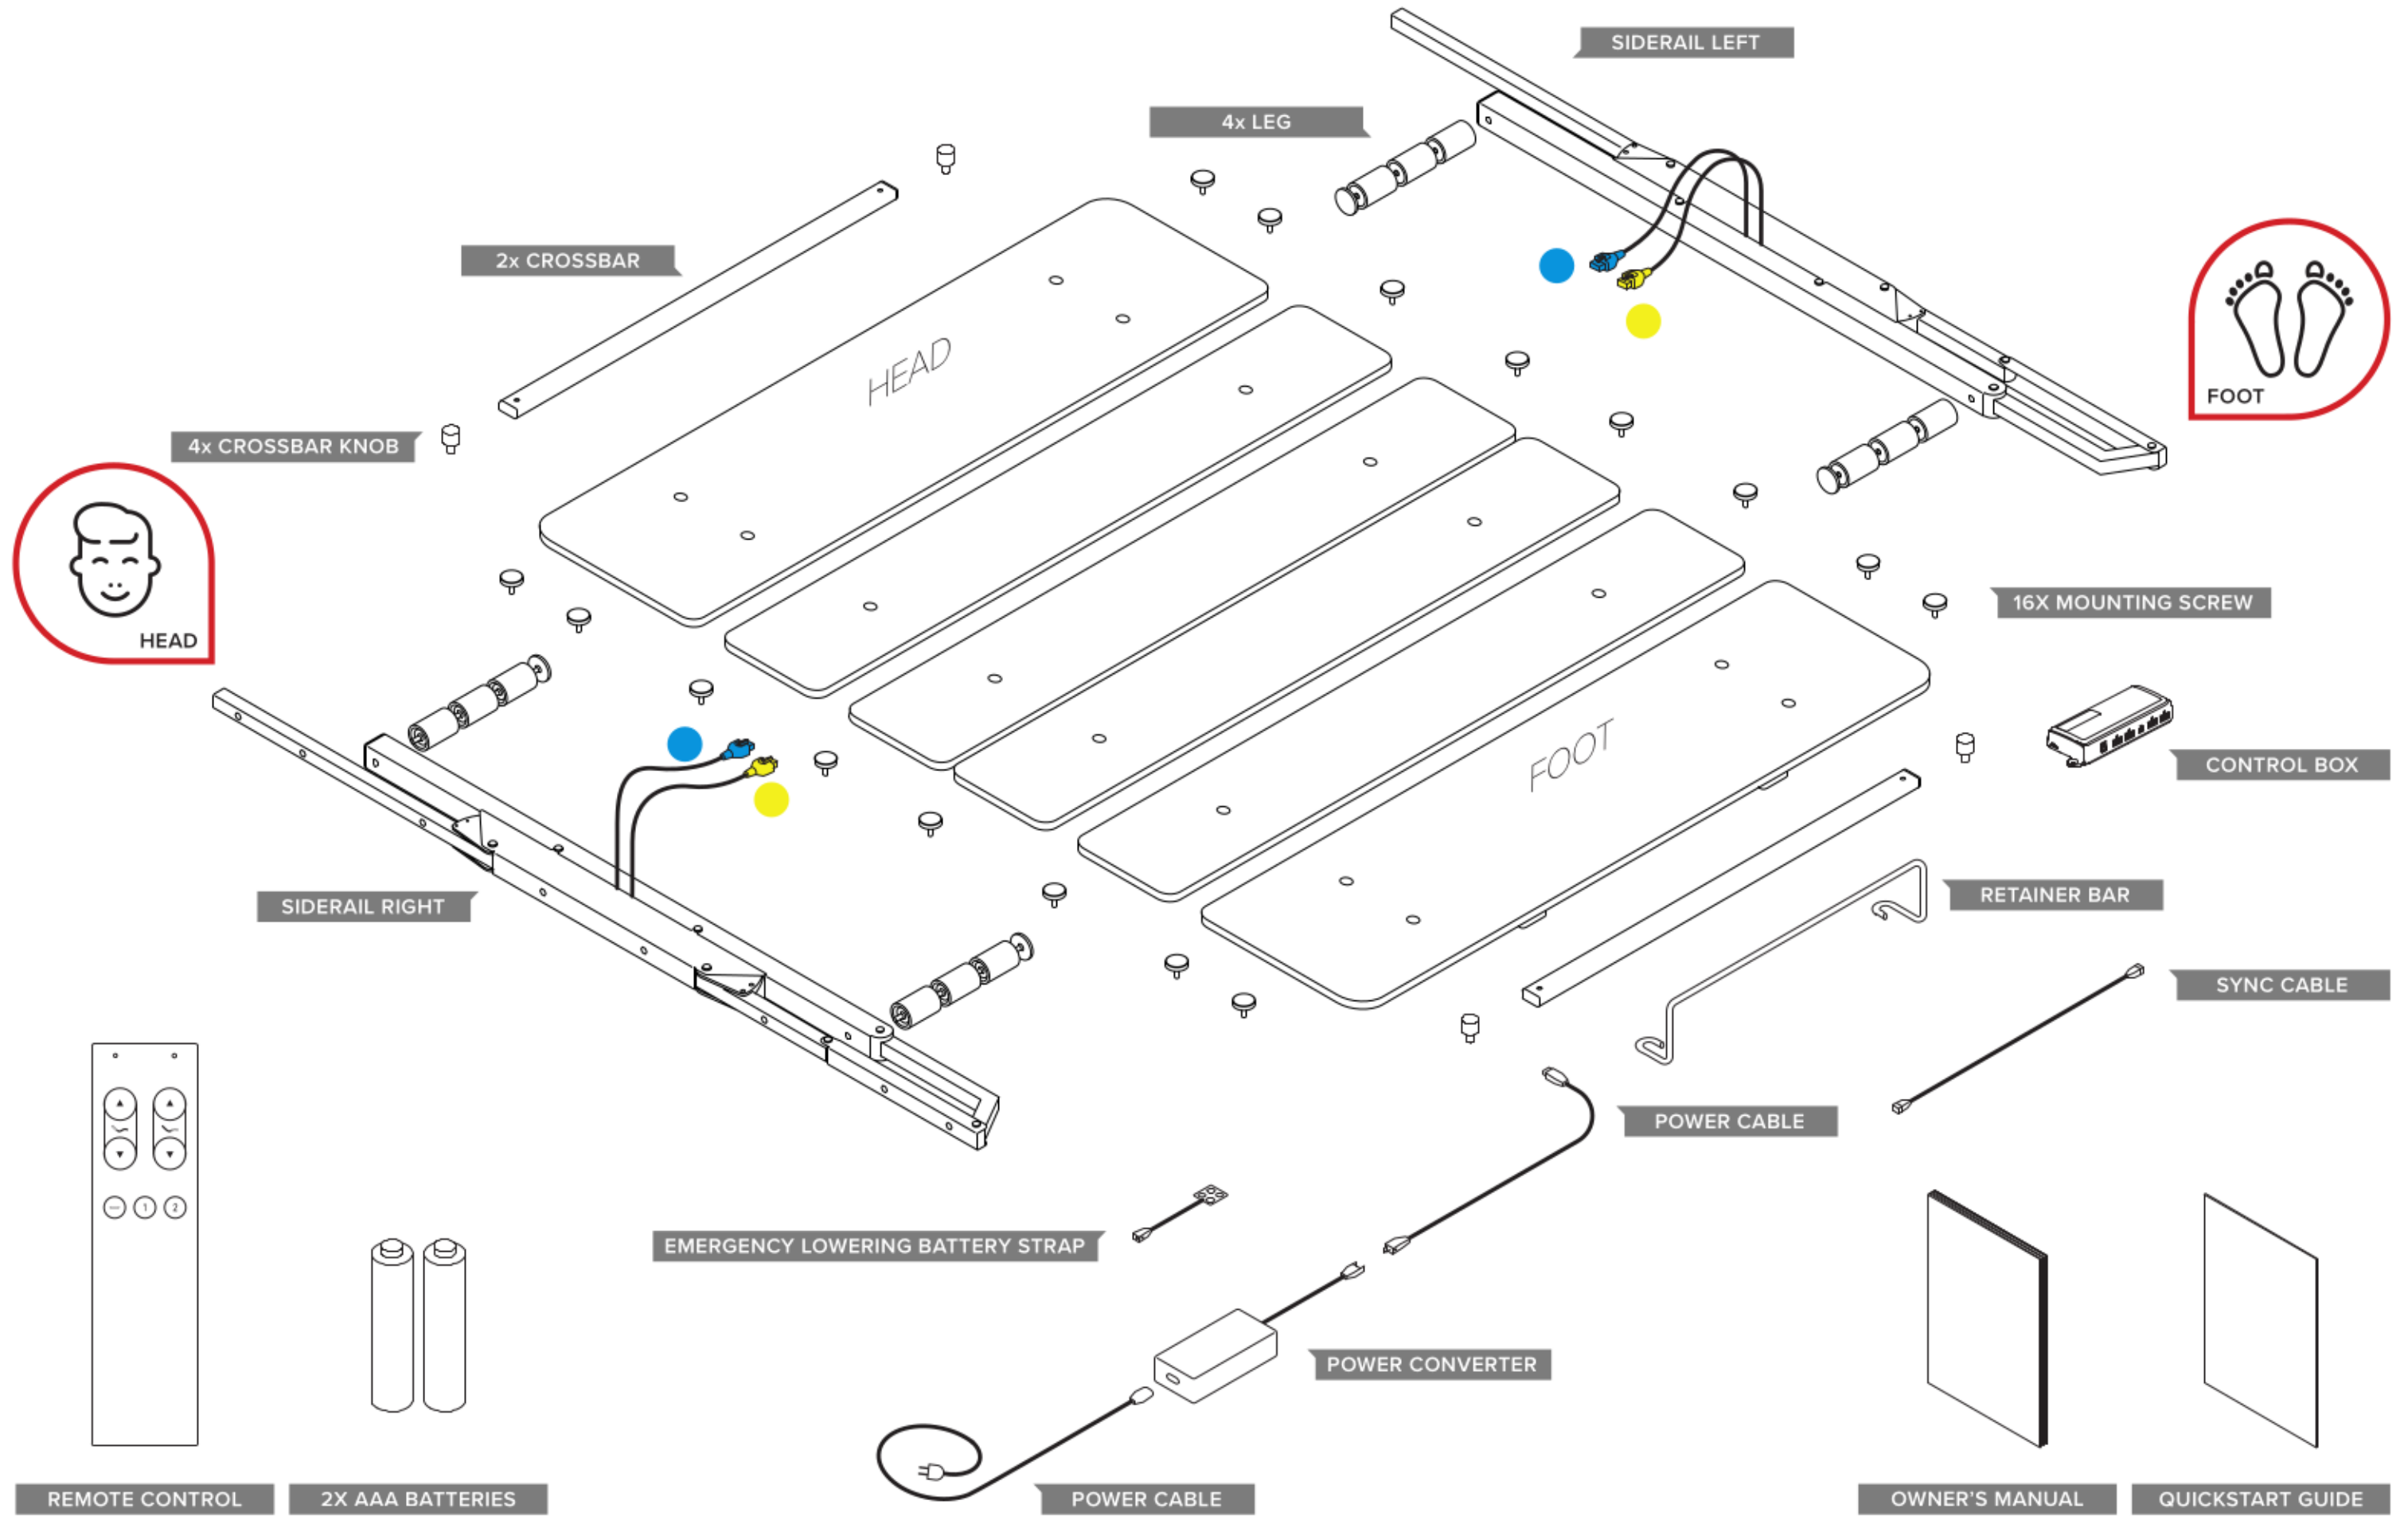 SIDERAIL LEFT
4x LEG
2x CROSSBAR
HEAD
4x CROSSBAR KNOB
FOOT
HEAD
16X MOUNTING SCREW
FOOT
CONTROL BOX
SIDERAIL RIGHT
RETAINER BAR
SYNC CABLE
POWER CABLE
1 2
EMERGENCY LOWERING BATTERY STRAP
POWER CONVERTER
REMOTE CONTROL
2X AAA BATTERIES
POWER CABLE
OWNER'S MANUAL
QUICKSTART GUIDE